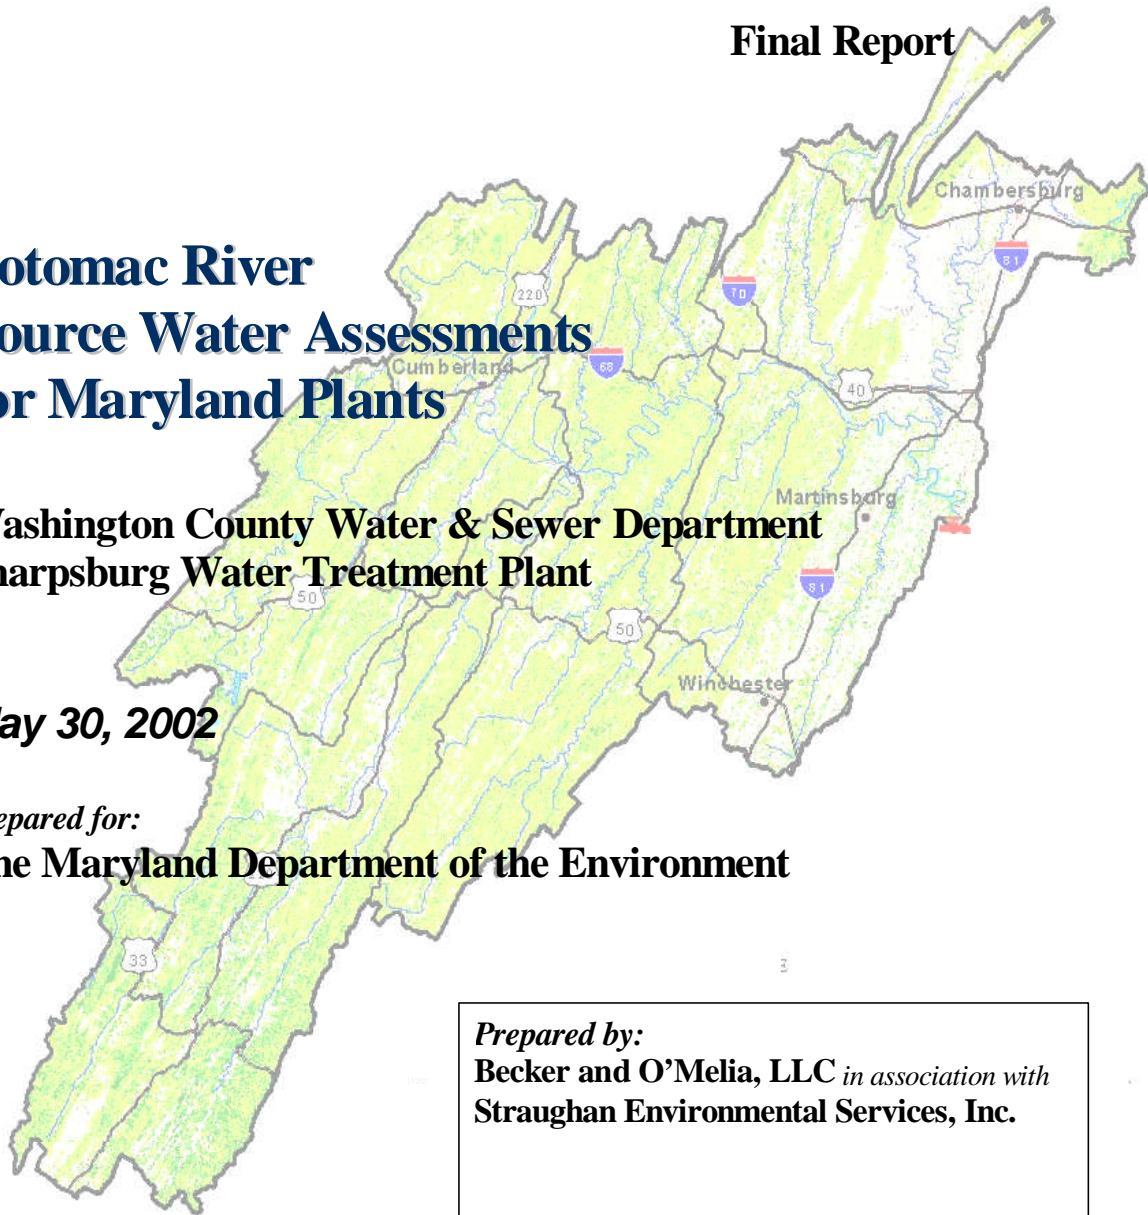 Final Report
Chambersburg
81
otomac River
70
220
ource Water Assessments
68
Cumberland
40
or Maryland Plants
Martinsburg
ashington County Water & Sewer Department
harpsburg Water Treatment Plant
81
50
50
Winchester
ay 30, 2002
epared for:
he Maryland Department of the Environment
33
Prepared by:
Becker and O’Melia, LLC in association with
Straughan Environmental Services, Inc.